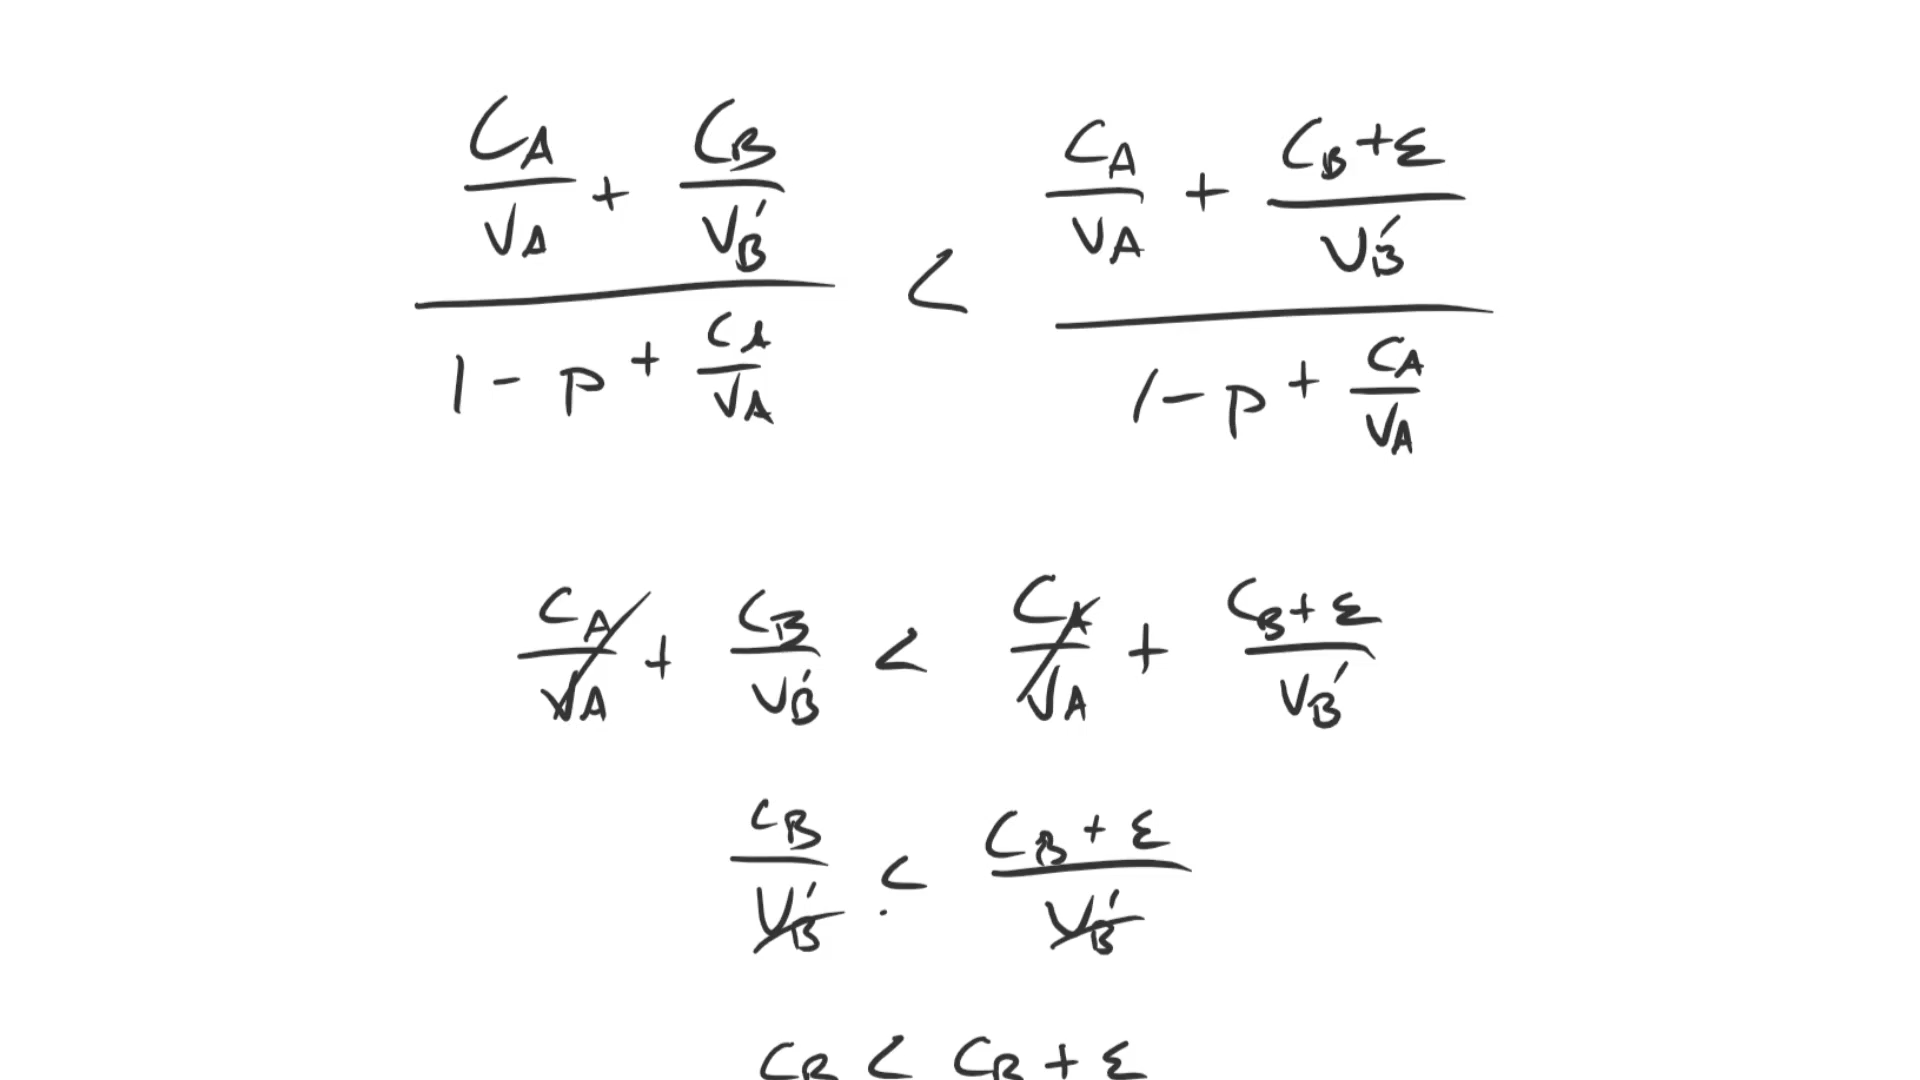 (C_A/V_A + C_B/V_B′)/(1 - p + C_A/V_A) < (C_A/V_A + (C_B + ε)/V_B′)/(1 - p + C_A/V_A)
C_A/V_A + C_B/V_B′ < C_A/V_A + (C_B + ε)/V_B′
C_B/V_B′ < (C_B + ε)/V_B′
C_B < C_B + ε